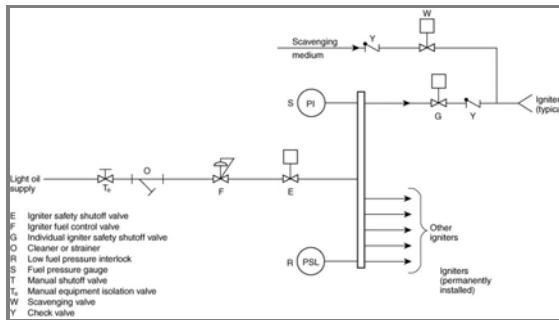 W
Scavenging
medium
Y
S
PI
G
Y
Igniter
(typica
Light oil
supply
Te
O
F
E
Other
igniters
R
PSL
Igniters
(permanently
installed)
E Igniter safety shutoff valve
F Igniter fuel control valve
G Individual igniter safety shutoff valve
O Cleaner or strainer
R Low fuel pressure interlock
S Fuel pressure gauge
T Manual shutoff valve
Te Manual equipment isolation valve
W Scavenging valve
Y Check valve